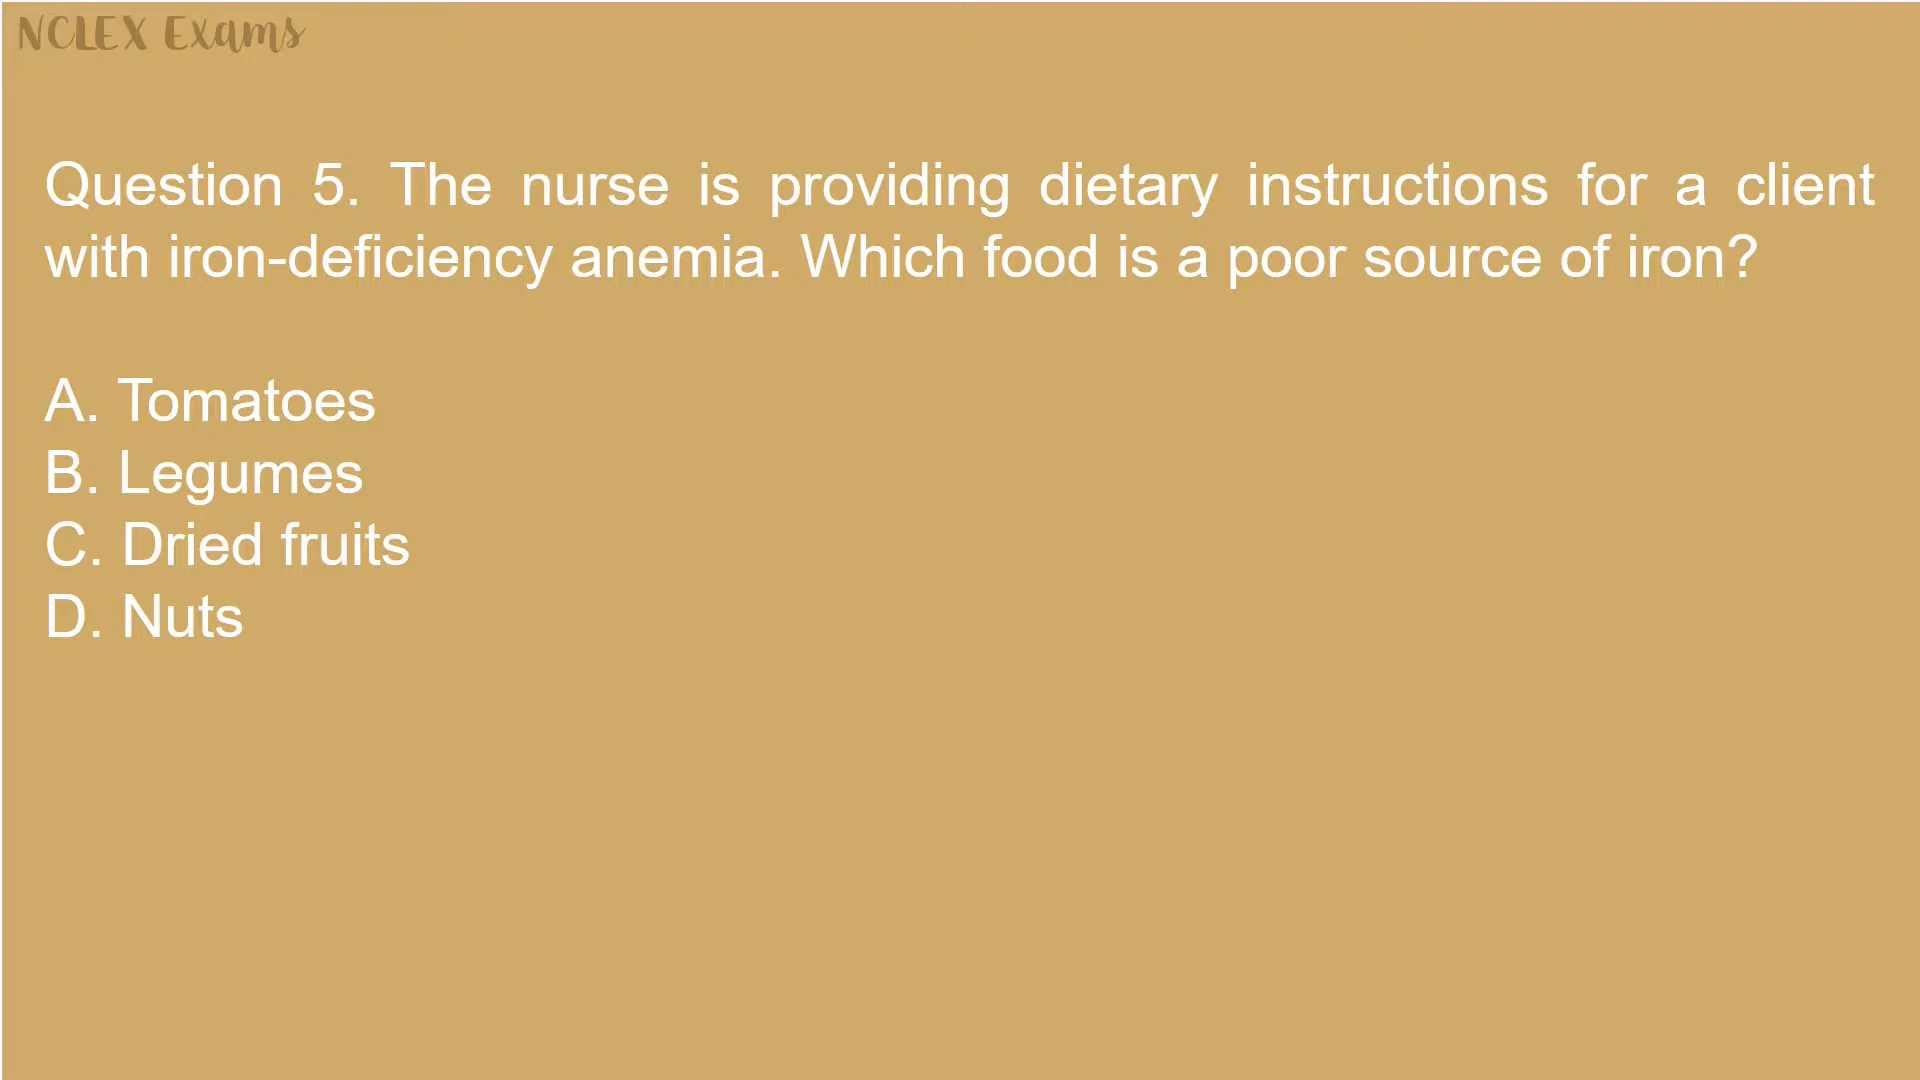 NCLEX Exams
Question 5. The nurse is providing dietary instructions for a client
with iron-deficiency anemia. Which food is a poor source of iron?
A. Tomatoes
B. Legumes
C. Dried fruits
D. Nuts